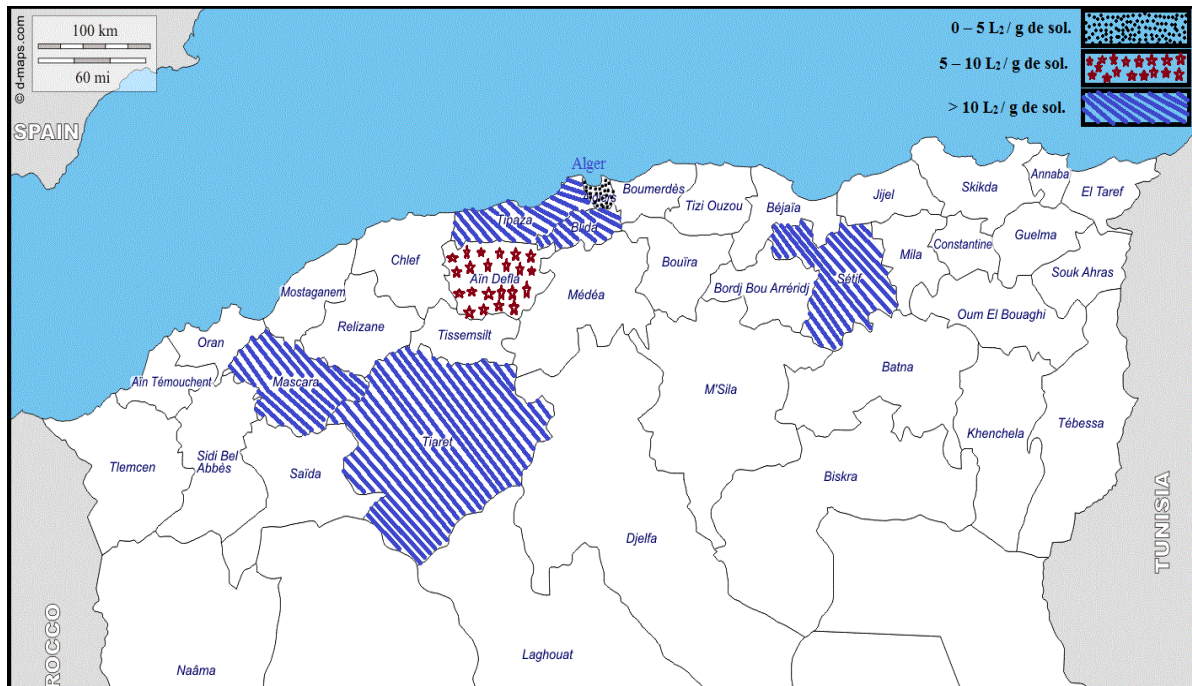 100 km
60 mi
© d-maps.com
0 – 5 L2 / g de sol.
5 – 10 L2 / g de sol.
> 10 L2 / g de sol.
SPAIN
Alger
Algiers
Boumerdès
Tizi Ouzou
Béjaïa
Jijel
Skikda
Annaba
El Taref
Tipaza
Blida
Chlef
Aïn Defla
Médéa
Bouïra
Bordj Bou Arréridj
Sétif
Mila
Constantine
Guelma
Souk Ahras
Mostaganem
Relizane
Tissemsilt
Oum El Bouaghi
Oran
Aïn Témouchent
Mascara
M'Sila
Batna
Khenchela
Tébessa
Tlemcen
Sidi Bel
Abbès
Saïda
Tiaret
Biskra
Djelfa
TUNISIA
Naâma
Laghouat
ROCCO